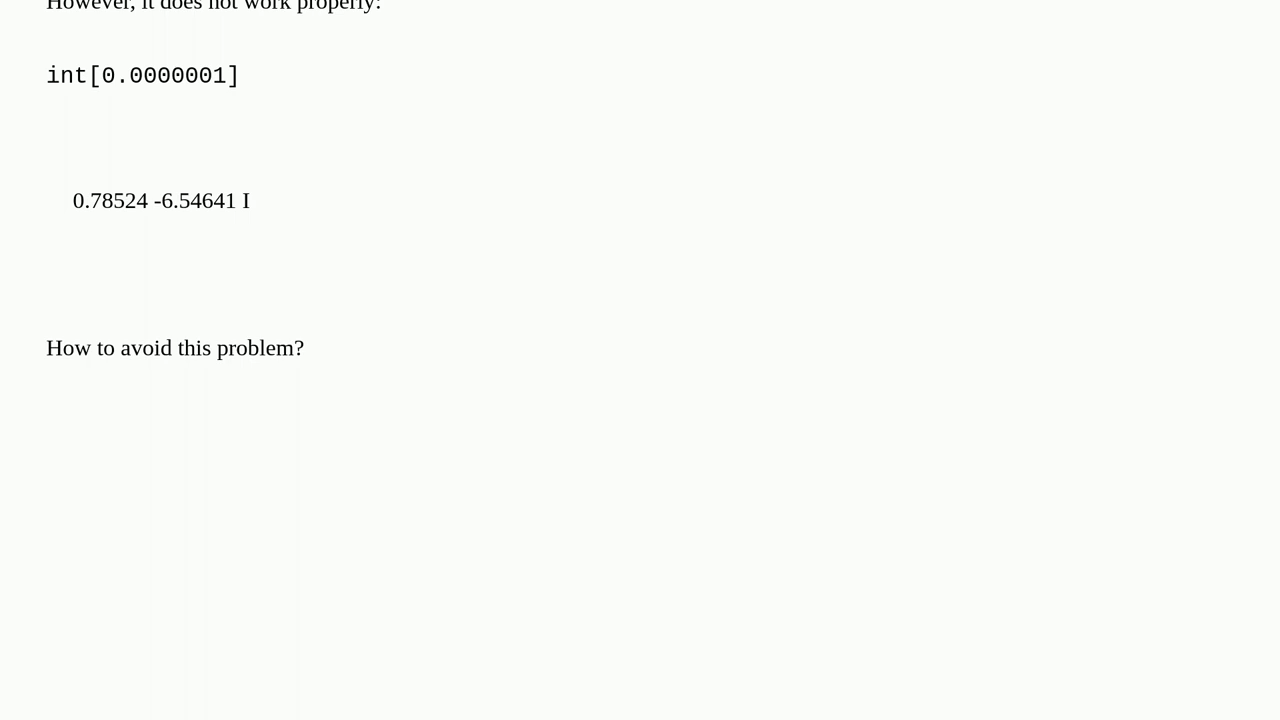 However, it does not work properly:
int[0.0000001]
0.78524 -6.54641 I
How to avoid this problem?